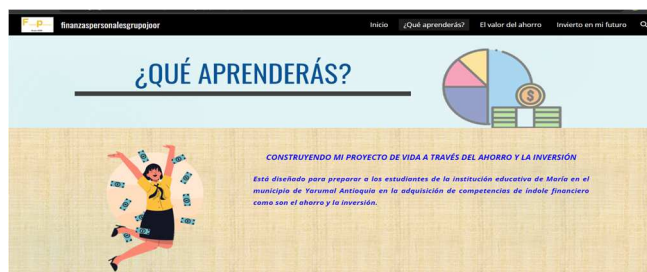 F P
finanzaspersonalesgrupojoor
Inicio ¿Qué aprenderás? El valor del ahorro Invierto en mi futuro
¿QUÉ APRENDERÁS?
$
CONSTRUYENDO MI PROYECTO DE VIDA A TRAVÉS DEL AHORRO Y LA INVERSIÓN
Está diseñado para preparar a los estudiantes de la institución educativa de María en el
municipio de Yarumal Antioquia en la adquisición de competencias de índole financiero
como son el ahorro y la inversión.